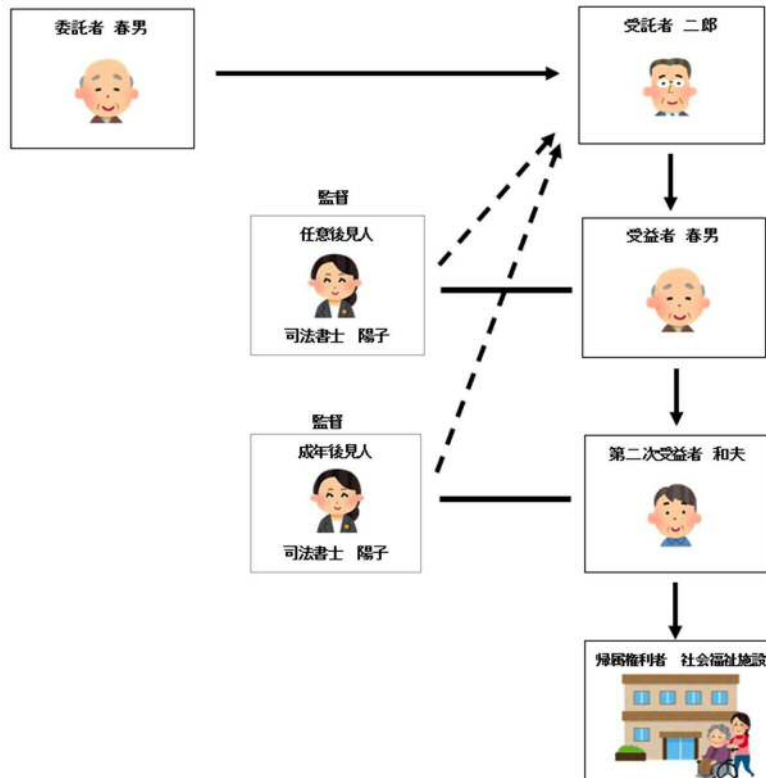 委託者 春男
受託者 二郎
監督
任意後見人
司法書士 陽子
受益者 春男
監督
成年後見人
司法書士 陽子
第二次受益者 和夫
帰属権利者 社会福祉施設